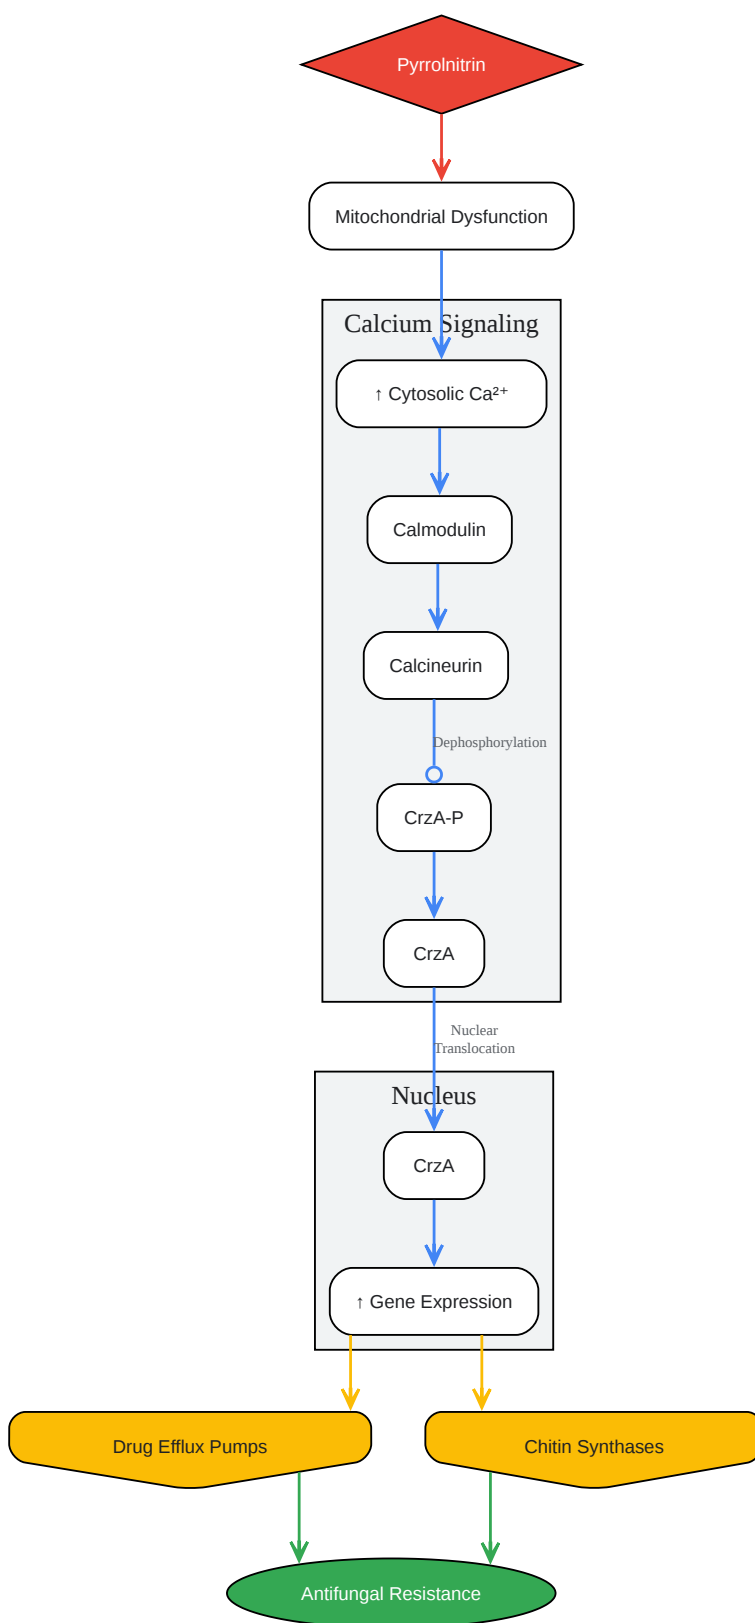 Pyrrolnitrin
Mitochondrial Dysfunction
Calcium Signaling
↑ Cytosolic Ca²⁺
Calmodulin
Calcineurin
Dephosphorylation
CrzA-P
CrzA
Nuclear
Translocation
Nucleus
CrzA
↑ Gene Expression
Drug Efflux Pumps
Chitin Synthases
Antifungal Resistance